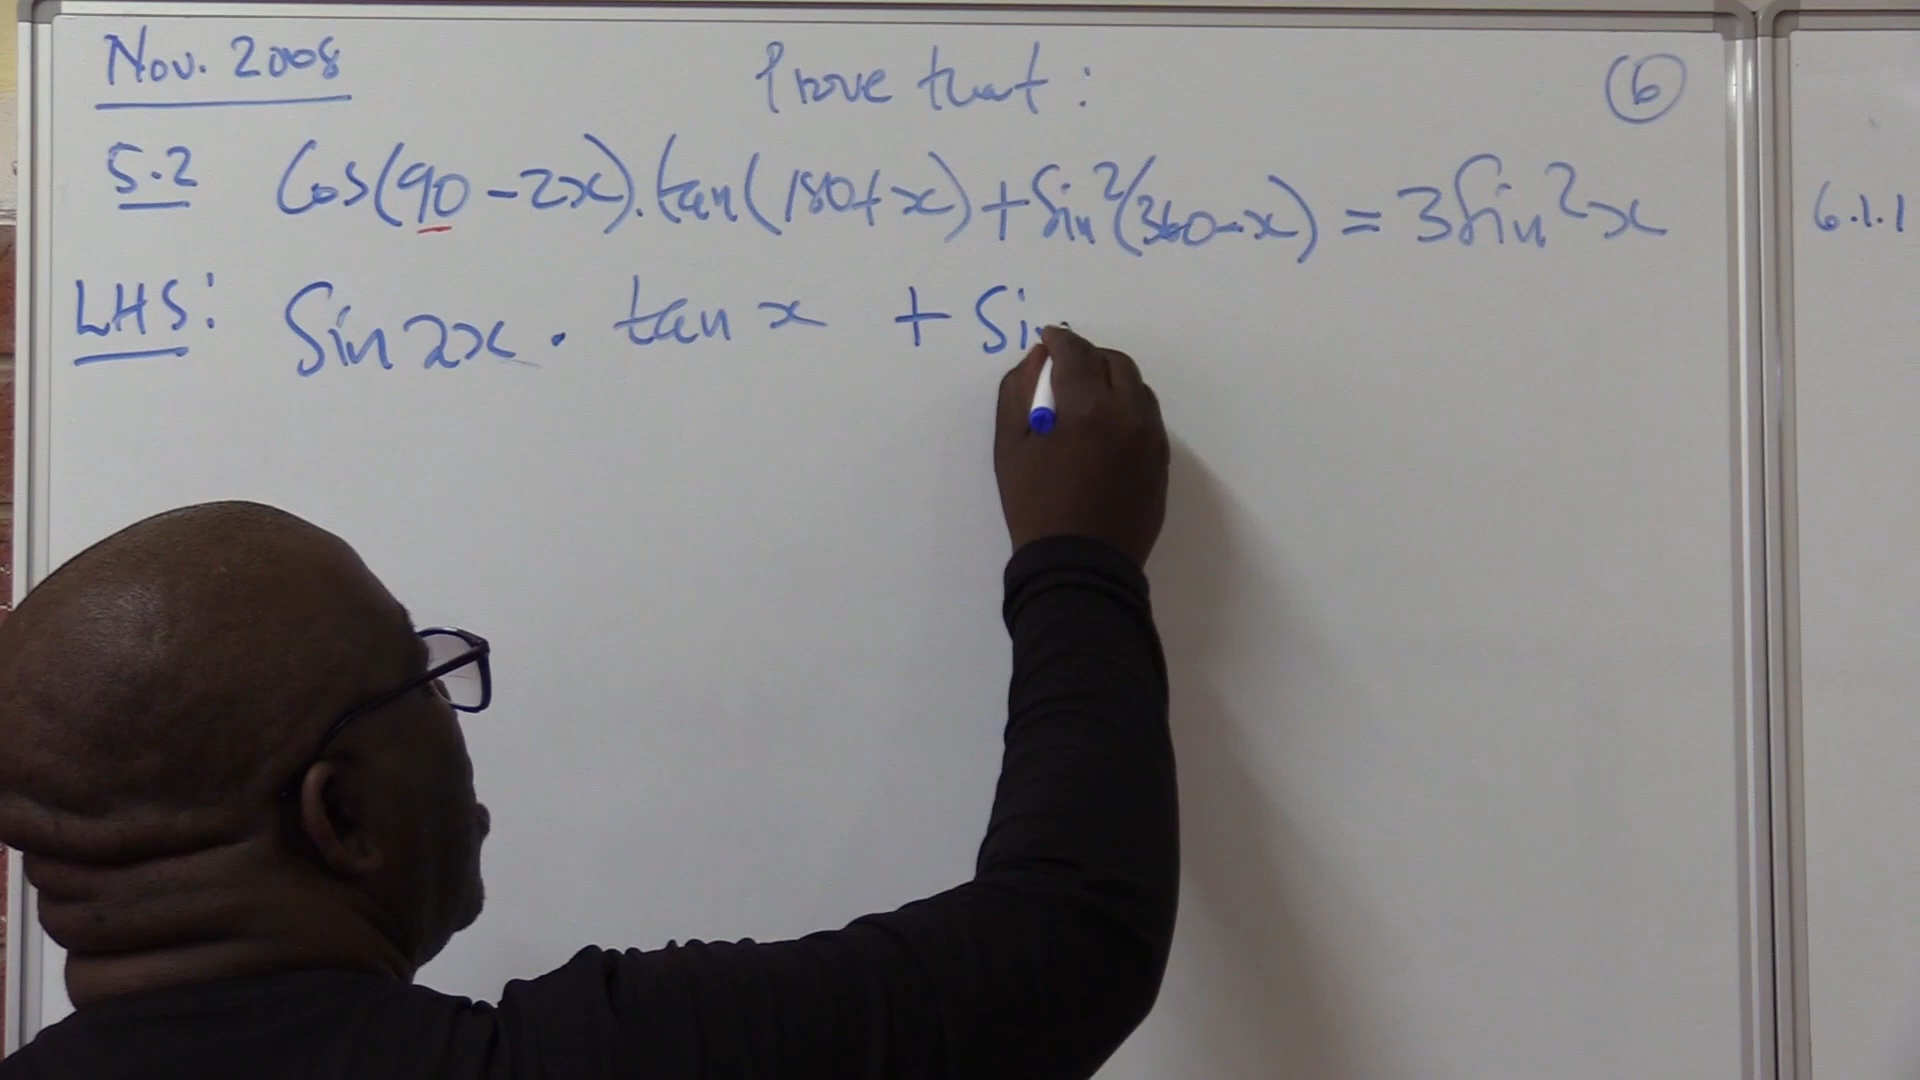 Nov. 2008 Prove that : (6)
5.2 Cos(90-2x).tan(180+x)+Sin²(360-x) = 3Sin²x
LHS: Sin2x . tan x + Sin
6.1.1